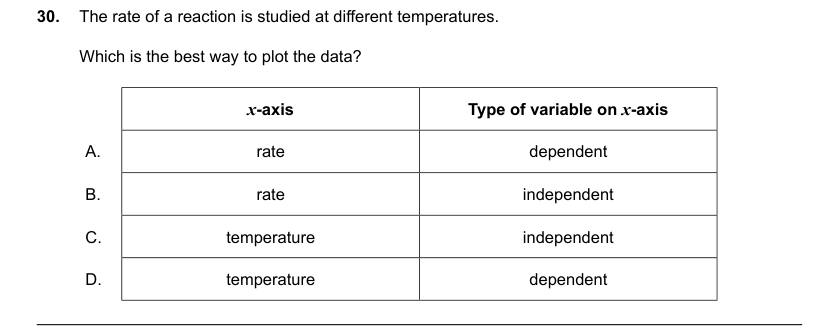 30. The rate of a reaction is studied at different temperatures.
Which is the best way to plot the data?
x-axis Type of variable on x-axis
A. rate dependent
B. rate independent
C. temperature independent
D. temperature dependent